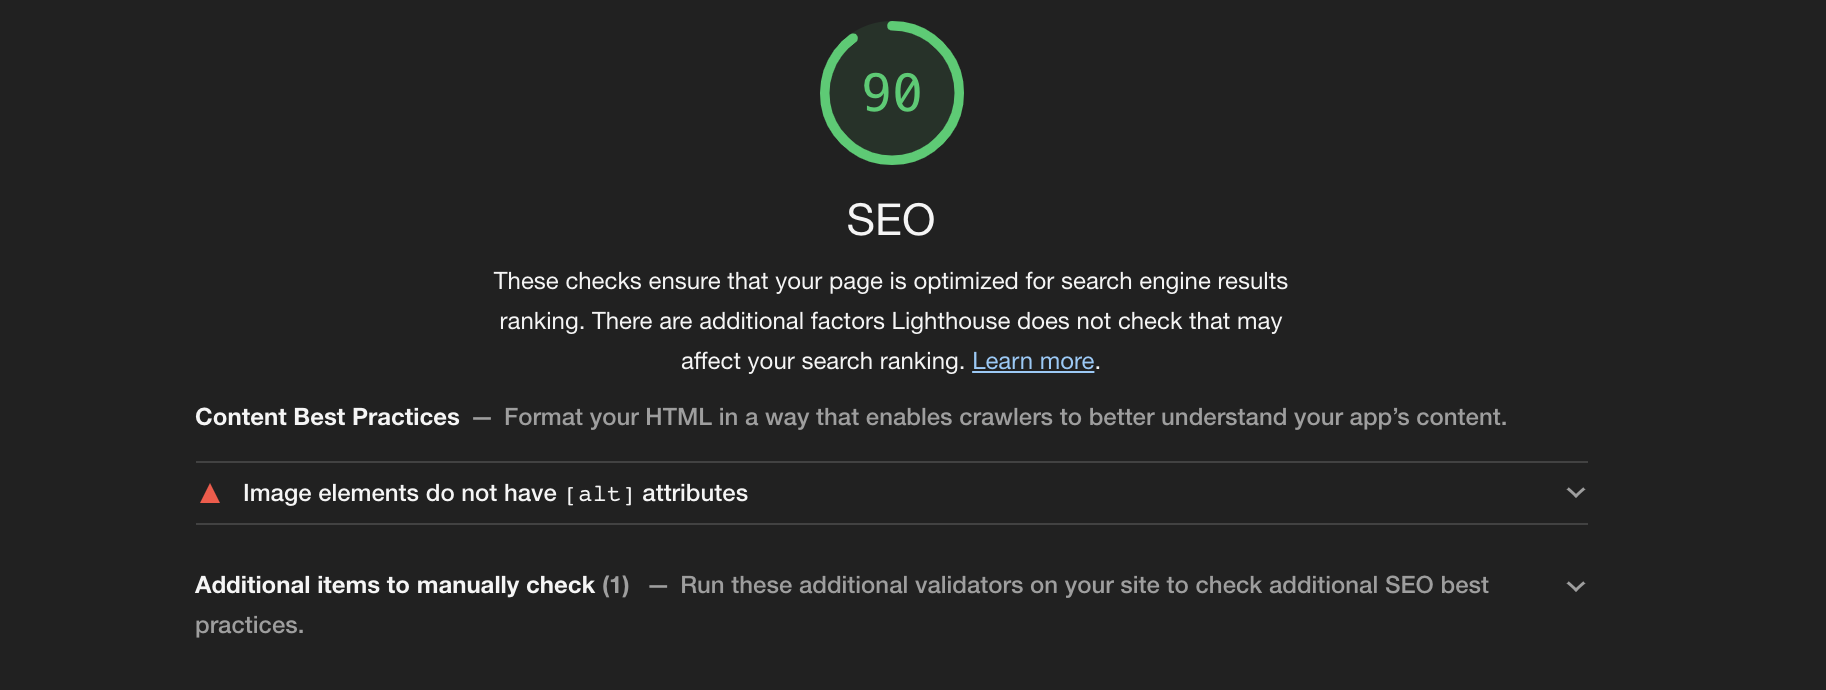 90
SEO
These checks ensure that your page is optimized for search engine results
ranking. There are additional factors Lighthouse does not check that may
affect your search ranking. Learn more.
Content Best Practices — Format your HTML in a way that enables crawlers to better understand your app’s content.
Image elements do not have [alt] attributes
Additional items to manually check (1) — Run these additional validators on your site to check additional SEO best
practices.